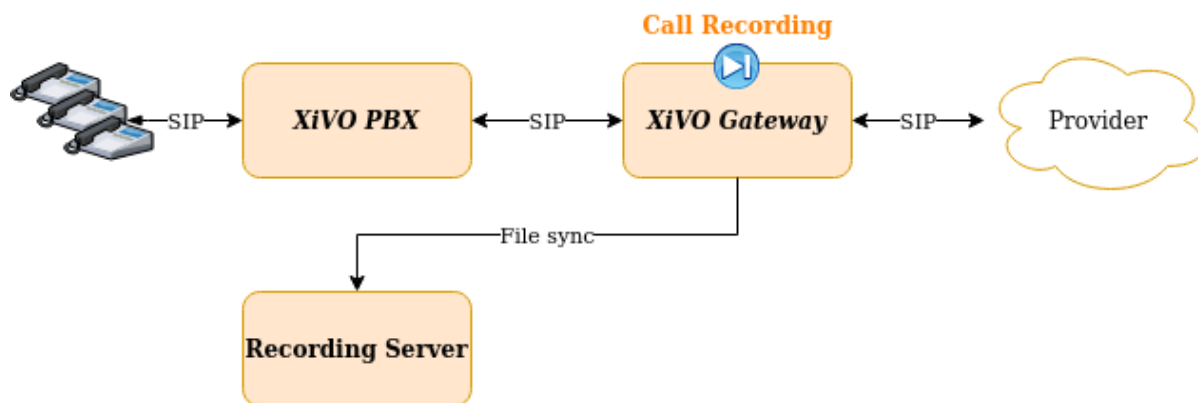 Call Recording
SIP
XiVO PBX
SIP
XiVO Gateway
SIP
Provider
File sync
Recording Server